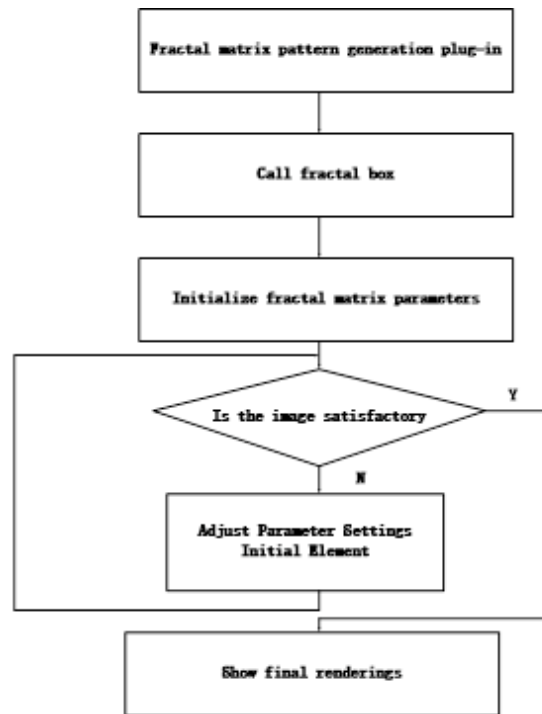 Fractal matrix pattern generation plug-in
Call fractal box
Initialize fractal matrix parameters
Is the image satisfactory
Y
N
Adjust Parameter Settings
Initial Element
Show final renderings